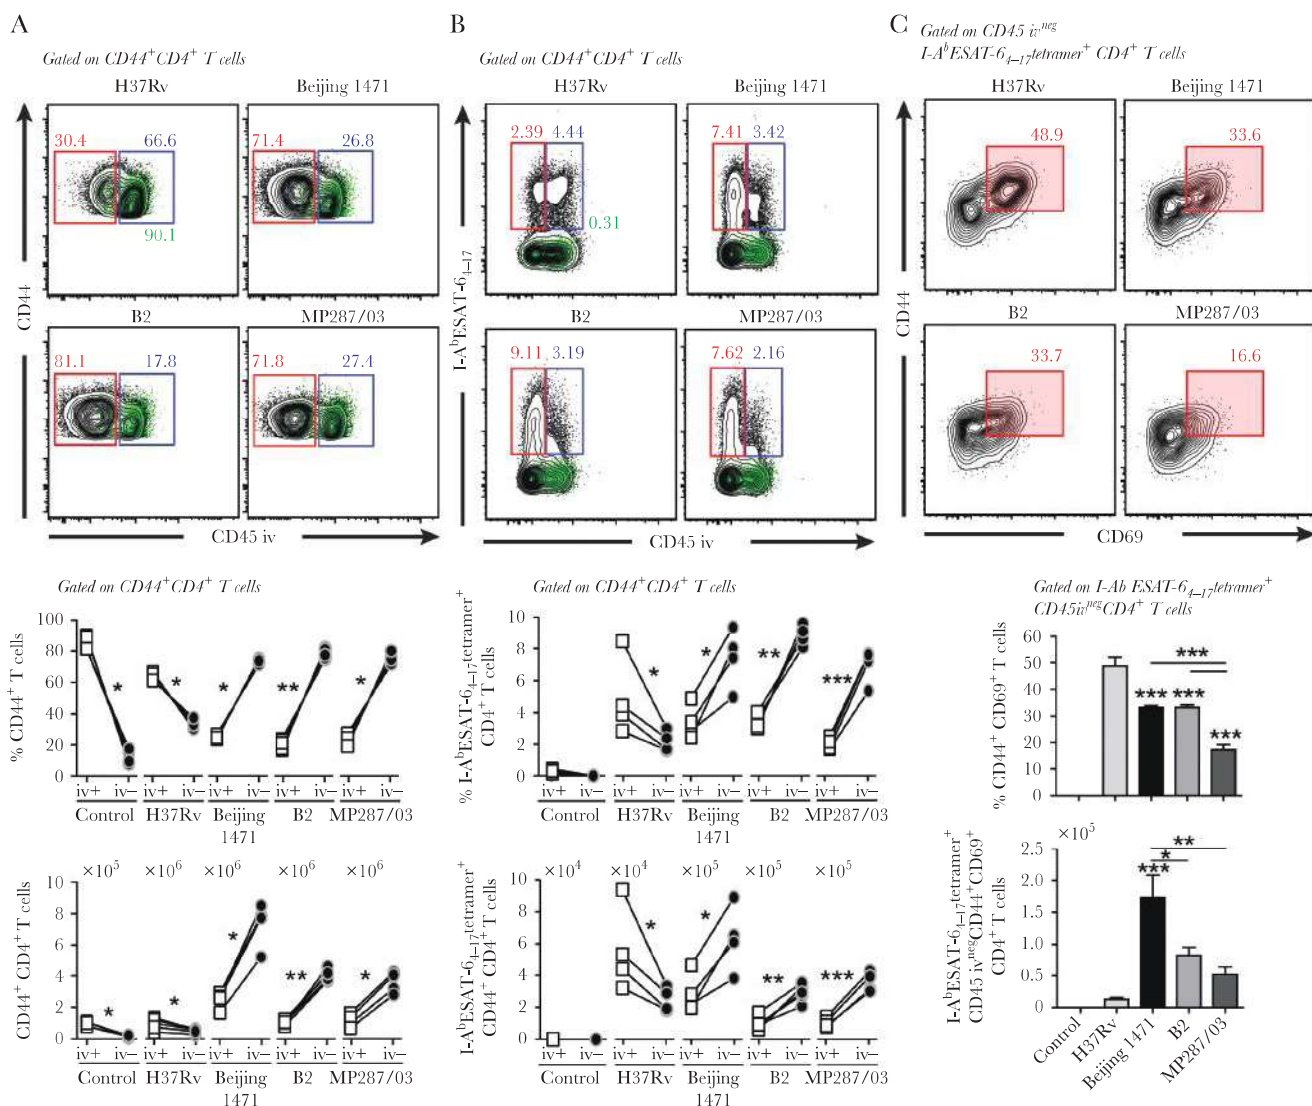 A
Gated on CD44⁺CD4⁺ T cells
H37Rv
Beijing 1471
30.4
66.6
90.1
71.4
26.8
B2
MP287/03
81.1
17.8
71.8
27.4
CD44
CD45 iv
Gated on CD44⁺CD4⁺ T cells
% CD44⁺ T cells
100
80
60
40
20
0
*
*
*
**
*
iv+ iv– iv+ iv– iv+ iv– iv+ iv– iv+ iv–
Control H37Rv Beijing 1471 B2 MP287/03
CD44⁺ CD4⁺ T cells
×10⁵ ×10⁶ ×10⁶ ×10⁶ ×10⁶
10
8
6
4
2
0
*
*
*
**
*
iv+ iv– iv+ iv– iv+ iv– iv+ iv– iv+ iv–
Control H37Rv Beijing 1471 B2 MP287/03
B
Gated on CD44⁺CD4⁺ T cells
H37Rv
Beijing 1471
2.39
4.44
0.31
7.41
3.42
B2
MP287/03
9.11
3.19
7.62
2.16
I-AᵇESAT-6₄₋₁₇
CD45 iv
Gated on CD44⁺CD4⁺ T cells
% I-AᵇESAT-6₄₋₁₇tetramer⁺
CD4⁺ T cells
10
8
6
4
2
0
*
*
**
***
iv+ iv– iv+ iv– iv+ iv– iv+ iv– iv+ iv–
Control H37Rv Beijing 1471 B2 MP287/03
I-AᵇESAT-6₄₋₁₇tetramer⁺
CD44⁺ CD4⁺ T cells
×10⁴ ×10⁴ ×10⁵ ×10⁵ ×10⁵
10
8
6
4
2
0
*
*
**
***
iv+ iv– iv+ iv– iv+ iv– iv+ iv– iv+ iv–
Control H37Rv Beijing 1471 B2 MP287/03
C
Gated on CD45 ivⁿᵉᵍ
I-AᵇESAT-6₄₋₁₇tetramer⁺ CD4⁺ T cells
H37Rv
Beijing 1471
48.9
33.6
B2
MP287/03
33.7
16.6
CD44
CD69
Gated on I-Ab ESAT-6₄₋₁₇tetramer⁺
CD45ivⁿᵉᵍCD4⁺ T cells
% CD44⁺ CD69⁺ T cells
60
50
40
30
20
10
0
***
*** ***
***
I-AᵇESAT-6₄₋₁₇tetramer⁺
CD45 ivⁿᵉᵍCD44⁺CD69⁺
CD4⁺ T cells
×10⁵
2.5
2.0
1.5
1.0
0.5
0
**
*
***
Control
H37Rv
Beijing 1471
B2
MP287/03